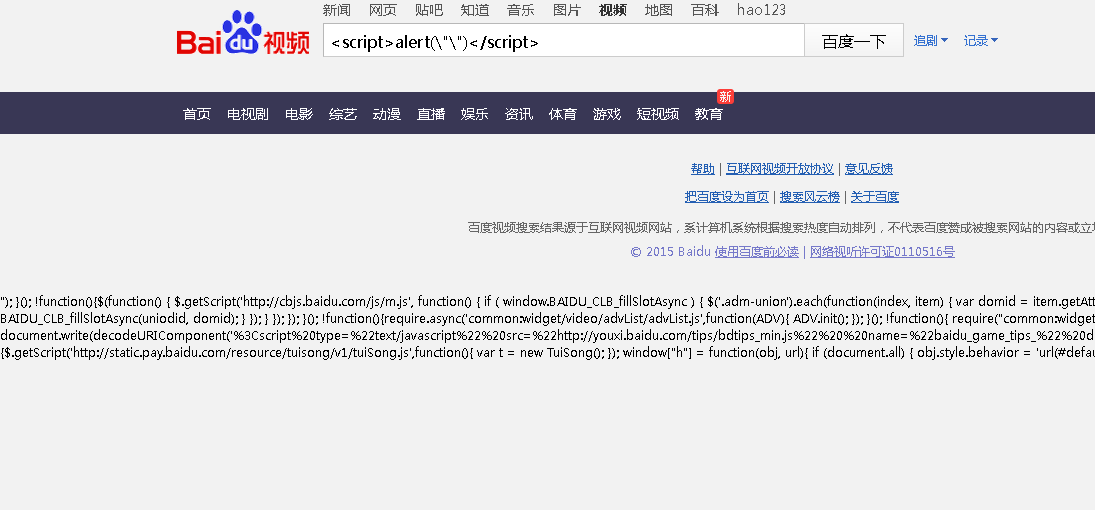 新闻 网页 贴吧 知道 音乐 图片 视频 地图 百科 hao123
Bai du 视频 <script>alert(\"\")</script> 百度一下 追剧 记录
新
首页 电视剧 电影 综艺 动漫 直播 娱乐 资讯 体育 游戏 短视频 教育
帮助 | 互联网视频开放协议 | 意见反馈
把百度设为首页 | 搜索风云榜 | 关于百度
百度视频搜索结果源于互联网视频网站，系计算机系统根据搜索热度自动排列，不代表百度赞成被搜索网站的内容或立
© 2015 Baidu 使用百度前必读 | 网络视听许可证0110516号
"); }(); !function(){$(function() { $.getScript('http://cbjs.baidu.com/js/m.js', function() { if ( window.BAIDU_CLB_fillSlotAsync ) { $('.adm-union').each(function(index, item) { var domid = item.getAtt
BAIDU_CLB_fillSlotAsync(uniodid, domid); } }); } }); }); }(); !function(){require.async('common:widget/video/advList/advList.js',function(ADV){ ADV.init(); }); }(); !function(){ require("common:widget
document.write(decodeURIComponent('%3Cscript%20type=%22text/javascript%22%20src=%22http://youxi.baidu.com/tips/bdtips_min.js%22%20%20name=%22baidu_game_tips_%22%20d
{$.getScript('http://static.pay.baidu.com/resource/tuisong/v1/tuiSong.js',function(){ var t = new TuiSong(); }); window["h"] = function(obj, url){ if (document.all) { obj.style.behavior = 'url(#defau